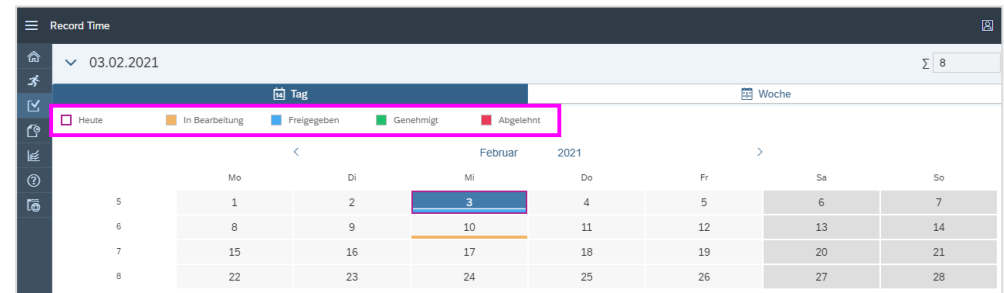 Record Time
03.02.2021 Σ 8
14 Tag Woche
Heute In Bearbeitung Freigegeben Genehmigt Abgelehnt
< Februar 2021 >
Mo Di Mi Do Fr Sa So
5 1 2 3 4 5 6 7
6 8 9 10 11 12 13 14
7 15 16 17 18 19 20 21
8 22 23 24 25 26 27 28